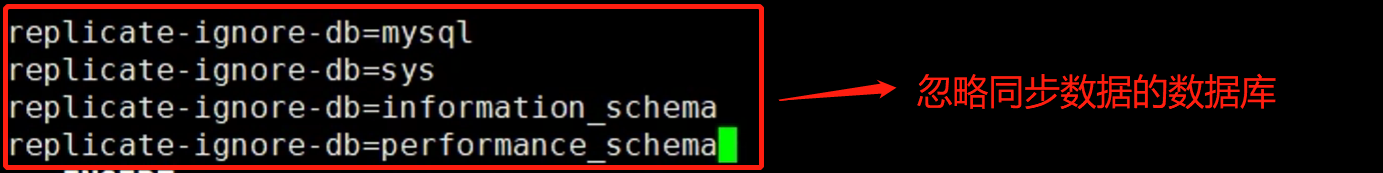 replicate-ignore-db=mysql
replicate-ignore-db=sys
replicate-ignore-db=information_schema
replicate-ignore-db=performance_schema
忽略同步数据的数据库